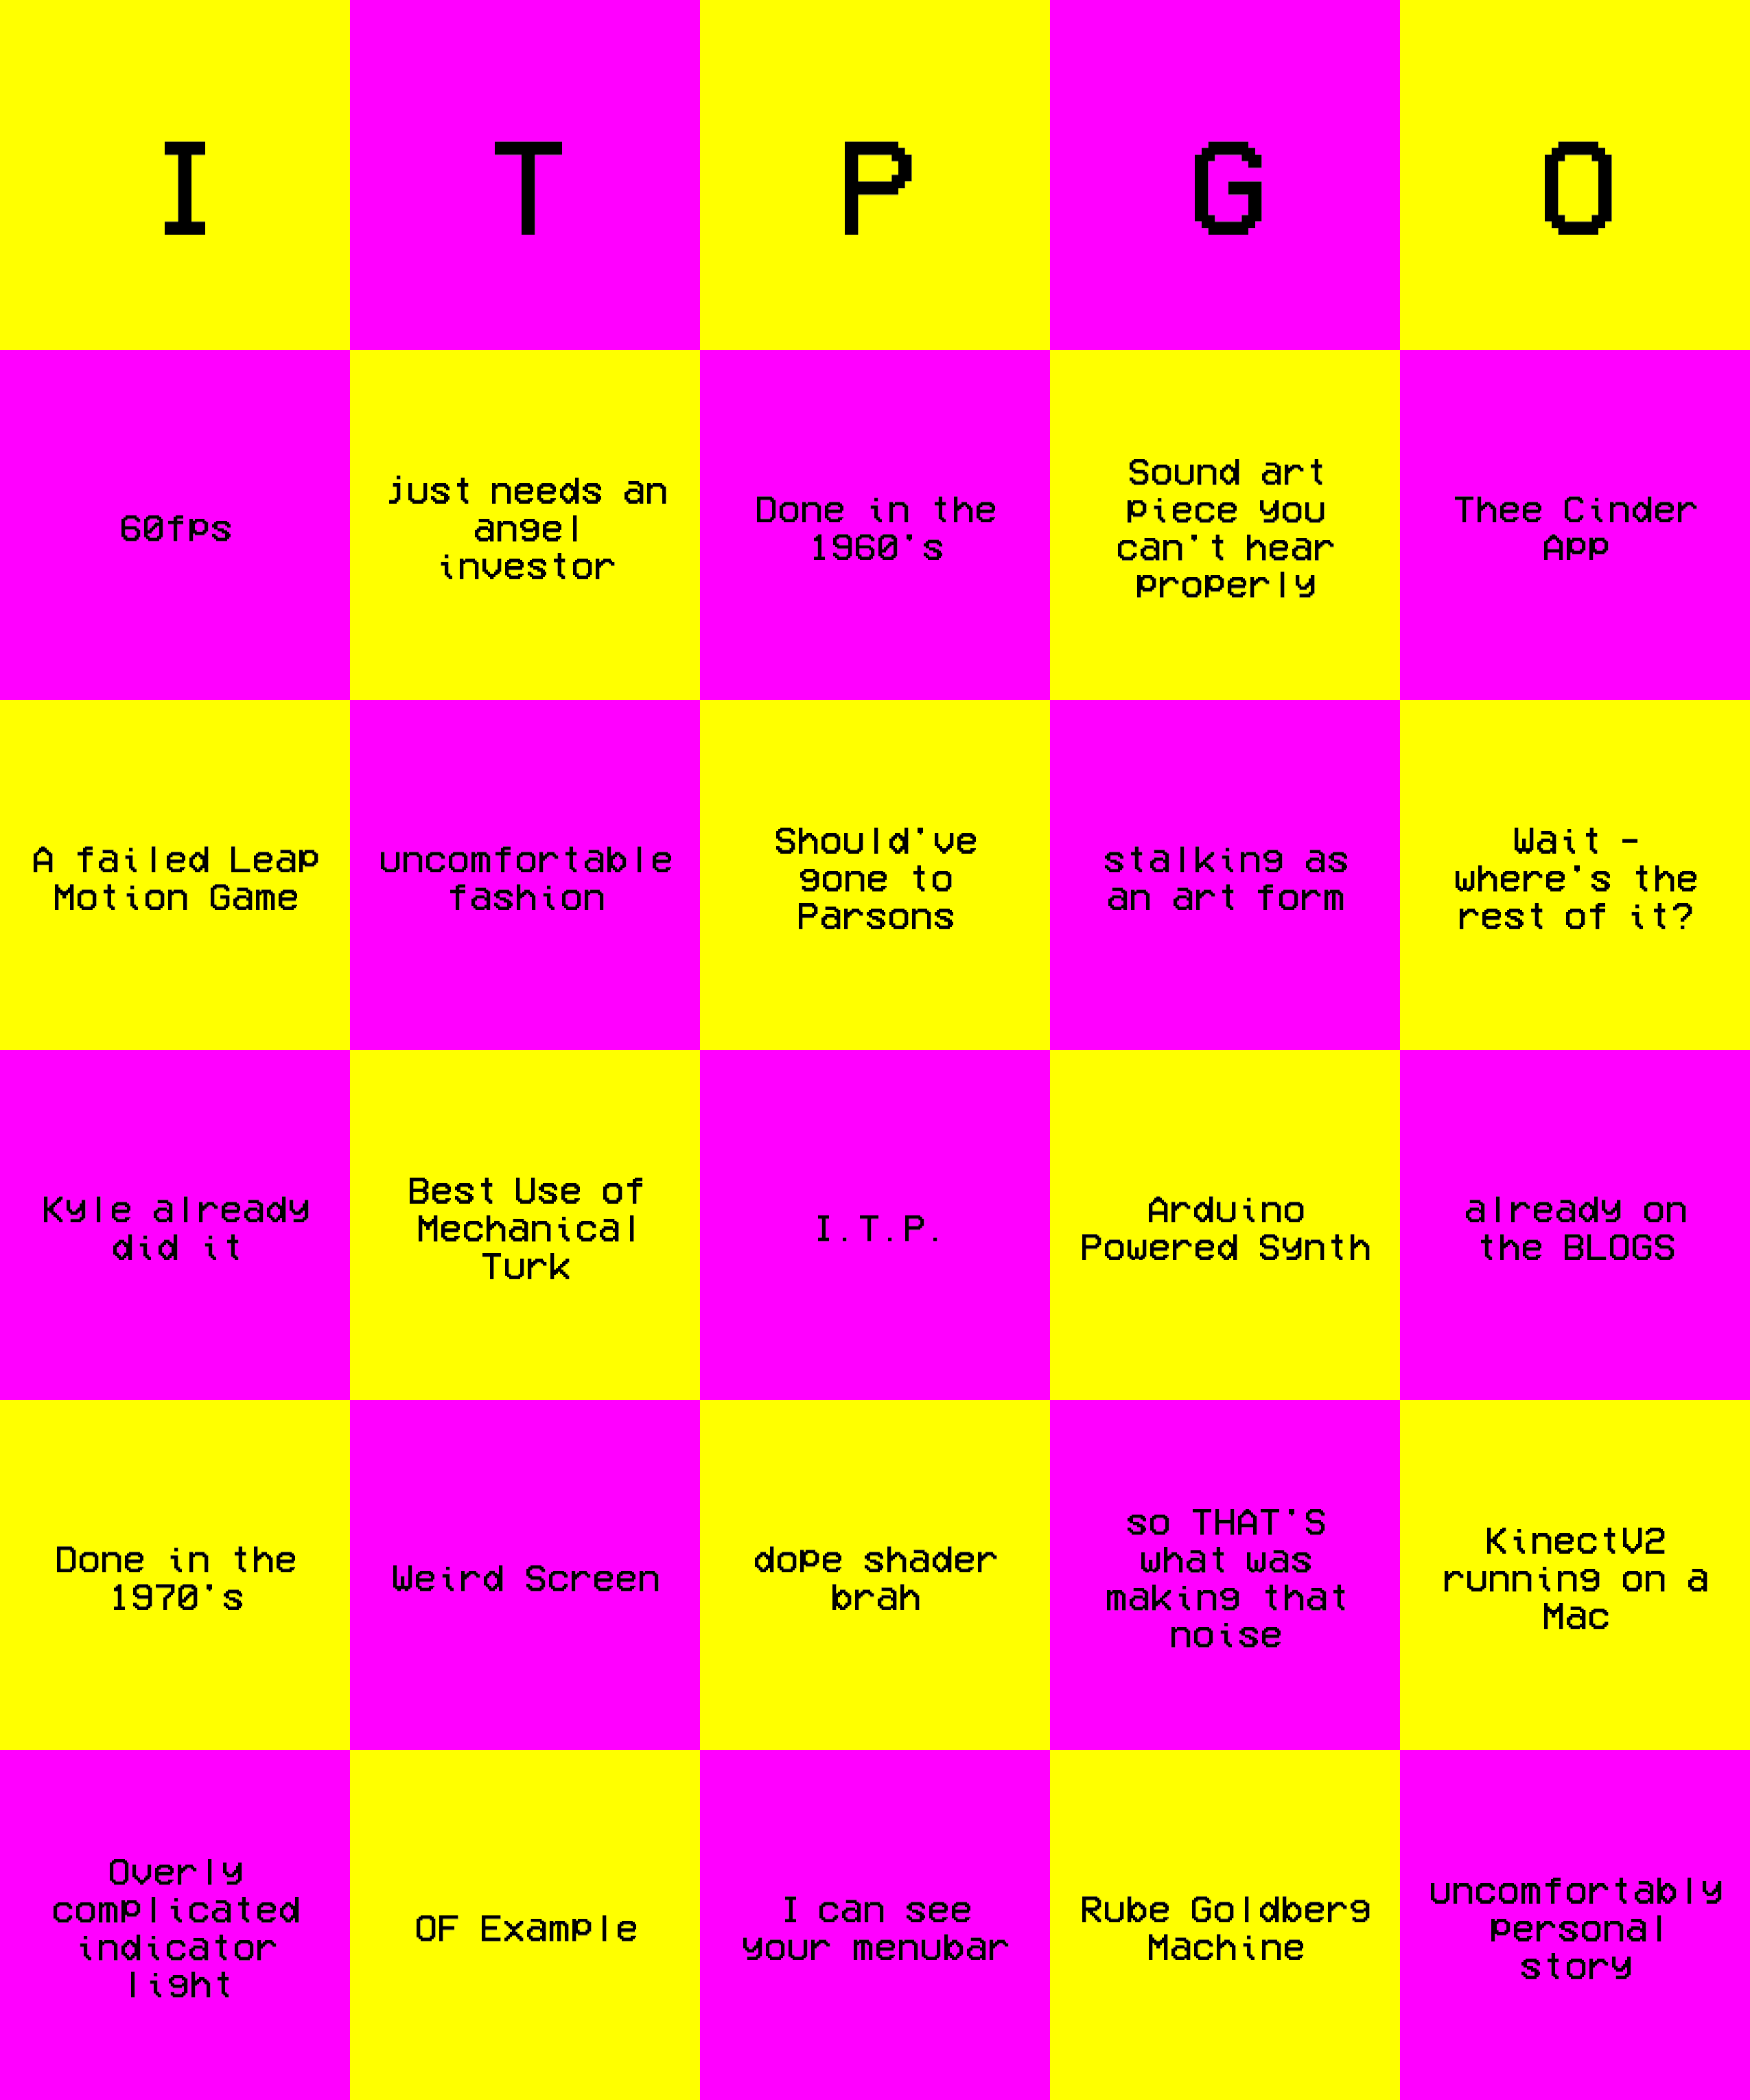 I T P G O
60fps
just needs an
angel
investor
Done in the
1960's
Sound art
piece you
can't hear
properly
Thee Cinder
App
A failed Leap
Motion Game
uncomfortable
fashion
Should've
gone to
Parsons
stalking as
an art form
Wait -
where's the
rest of it?
Kyle already
did it
Best Use of
Mechanical
Turk
I.T.P.
Arduino
Powered Synth
already on
the BLOGS
Done in the
1970's
Weird Screen
dope shader
brah
so THAT'S
what was
making that
noise
KinectV2
running on a
Mac
Overly
complicated
indicator
light
OF Example
I can see
your menubar
Rube Goldberg
Machine
uncomfortably
personal
story